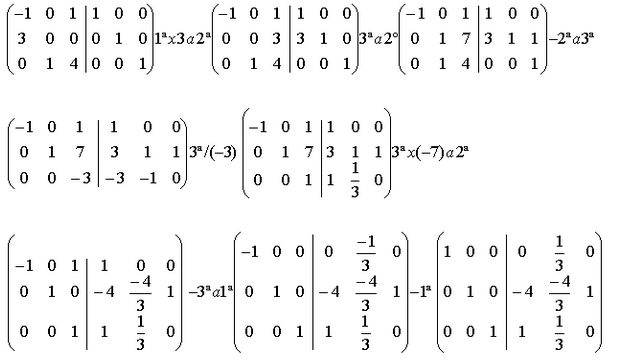 (-1 0 1 | 1 0 0) (-1 0 1 | 1 0 0) (-1 0 1 | 1 0 0)
(3 0 0 | 0 1 0) 1ª x 3 a 2ª (0 0 3 | 3 1 0) 3ª a 2º (0 1 7 | 3 1 1) –2ª a 3ª
(0 1 4 | 0 0 1) (0 1 4 | 0 0 1) (0 1 4 | 0 0 1)
(-1 0 1 | 1 0 0) (-1 0 1 | 1 0 0)
(0 1 7 | 3 1 1) 3ª/(–3) (0 1 7 | 3 1 1) 3ª x(–7) a 2ª
(0 0 -3 | -3 -1 0) (0 0 1 | 1 1/3 0)
(-1 0 1 | 1 0 0) (-1 0 0 | 0 -1/3 0) (1 0 0 | 0 1/3 0)
(0 1 0 | -4 -4/3 1) –3ª a 1ª (0 1 0 | -4 -4/3 1) –1ª (0 1 0 | -4 -4/3 1)
(0 0 1 | 1 1/3 0) (0 0 1 | 1 1/3 0) (0 0 1 | 1 1/3 0)